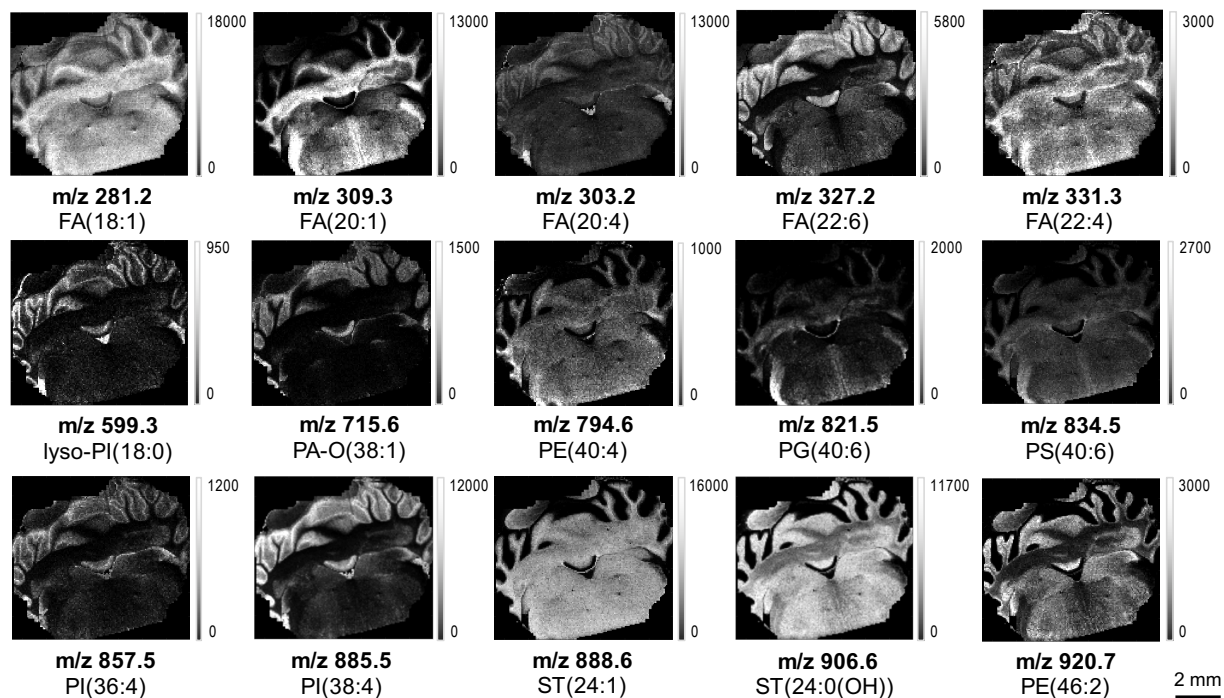 18000
0
13000
0
13000
0
5800
0
3000
0
m/z 281.2
FA(18:1)
m/z 309.3
FA(20:1)
m/z 303.2
FA(20:4)
m/z 327.2
FA(22:6)
m/z 331.3
FA(22:4)
950
0
1500
0
1000
0
2000
0
2700
0
m/z 599.3
lyso-PI(18:0)
m/z 715.6
PA-O(38:1)
m/z 794.6
PE(40:4)
m/z 821.5
PG(40:6)
m/z 834.5
PS(40:6)
1200
0
12000
0
16000
0
11700
0
3000
0
m/z 857.5
PI(36:4)
m/z 885.5
PI(38:4)
m/z 888.6
ST(24:1)
m/z 906.6
ST(24:0(OH))
m/z 920.7
PE(46:2)
2 mm